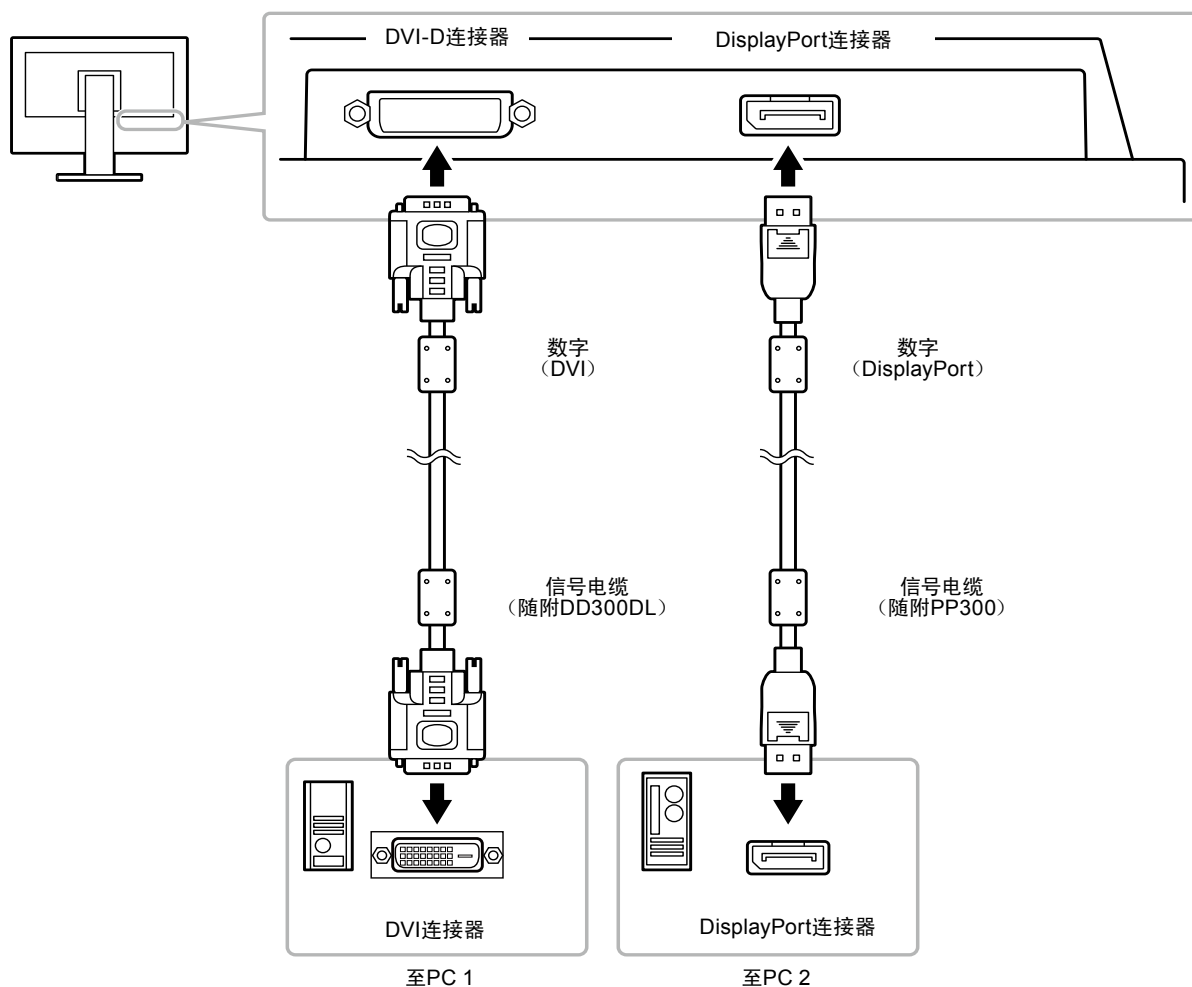 DVI-D连接器
DisplayPort连接器
数字
（DVI）
数字
（DisplayPort）
信号电缆
（随附DD300DL）
信号电缆
（随附PP300）
DVI连接器
DisplayPort连接器
至PC 1
至PC 2